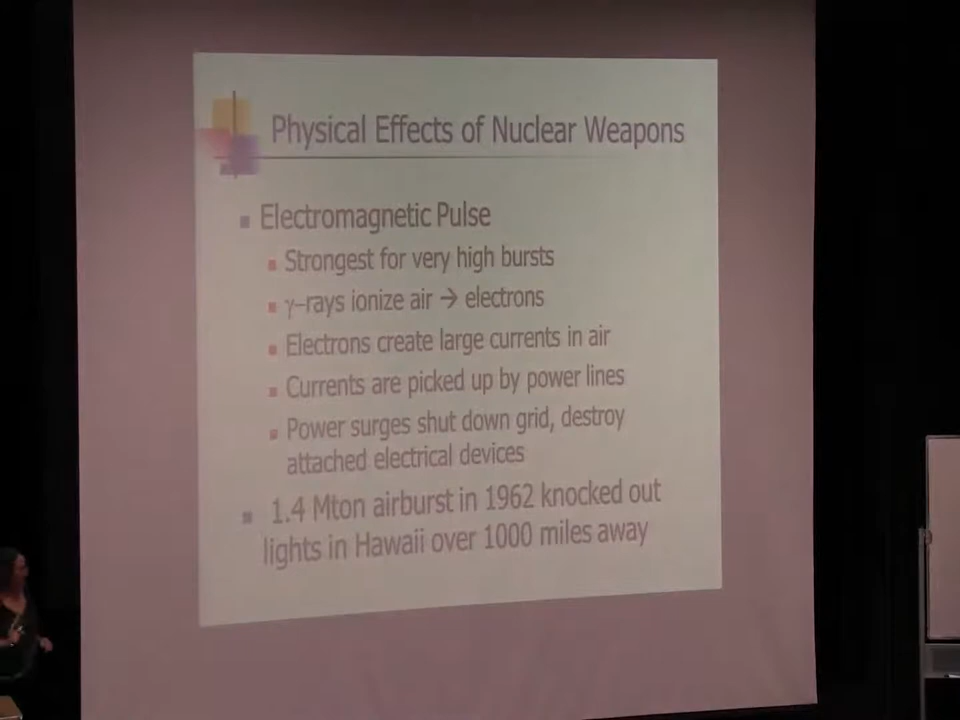 Physical Effects of Nuclear Weapons
Electromagnetic Pulse
Strongest for very high bursts
γ–rays ionize air → electrons
Electrons create large currents in air
Currents are picked up by power lines
Power surges shut down grid, destroy
attached electrical devices
1.4 Mton airburst in 1962 knocked out
lights in Hawaii over 1000 miles away